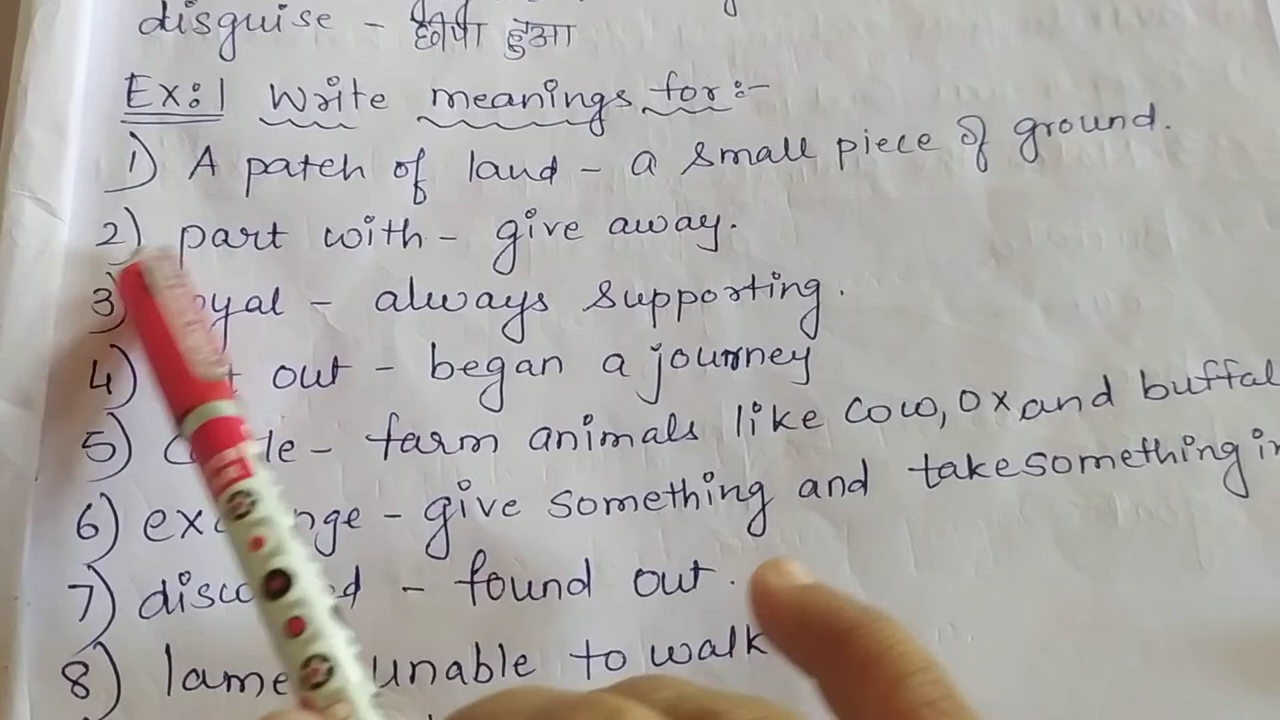 disguise - छीपा हुआ
Ex:1 Write meanings for:-
1) A patch of land - a small piece of ground.
2) part with - give away.
3) - always supporting.
4) out - began a journey
5) - farm animals like cow, ox and
6) - give something and take something
7) - found out.
8) lame unable to walk